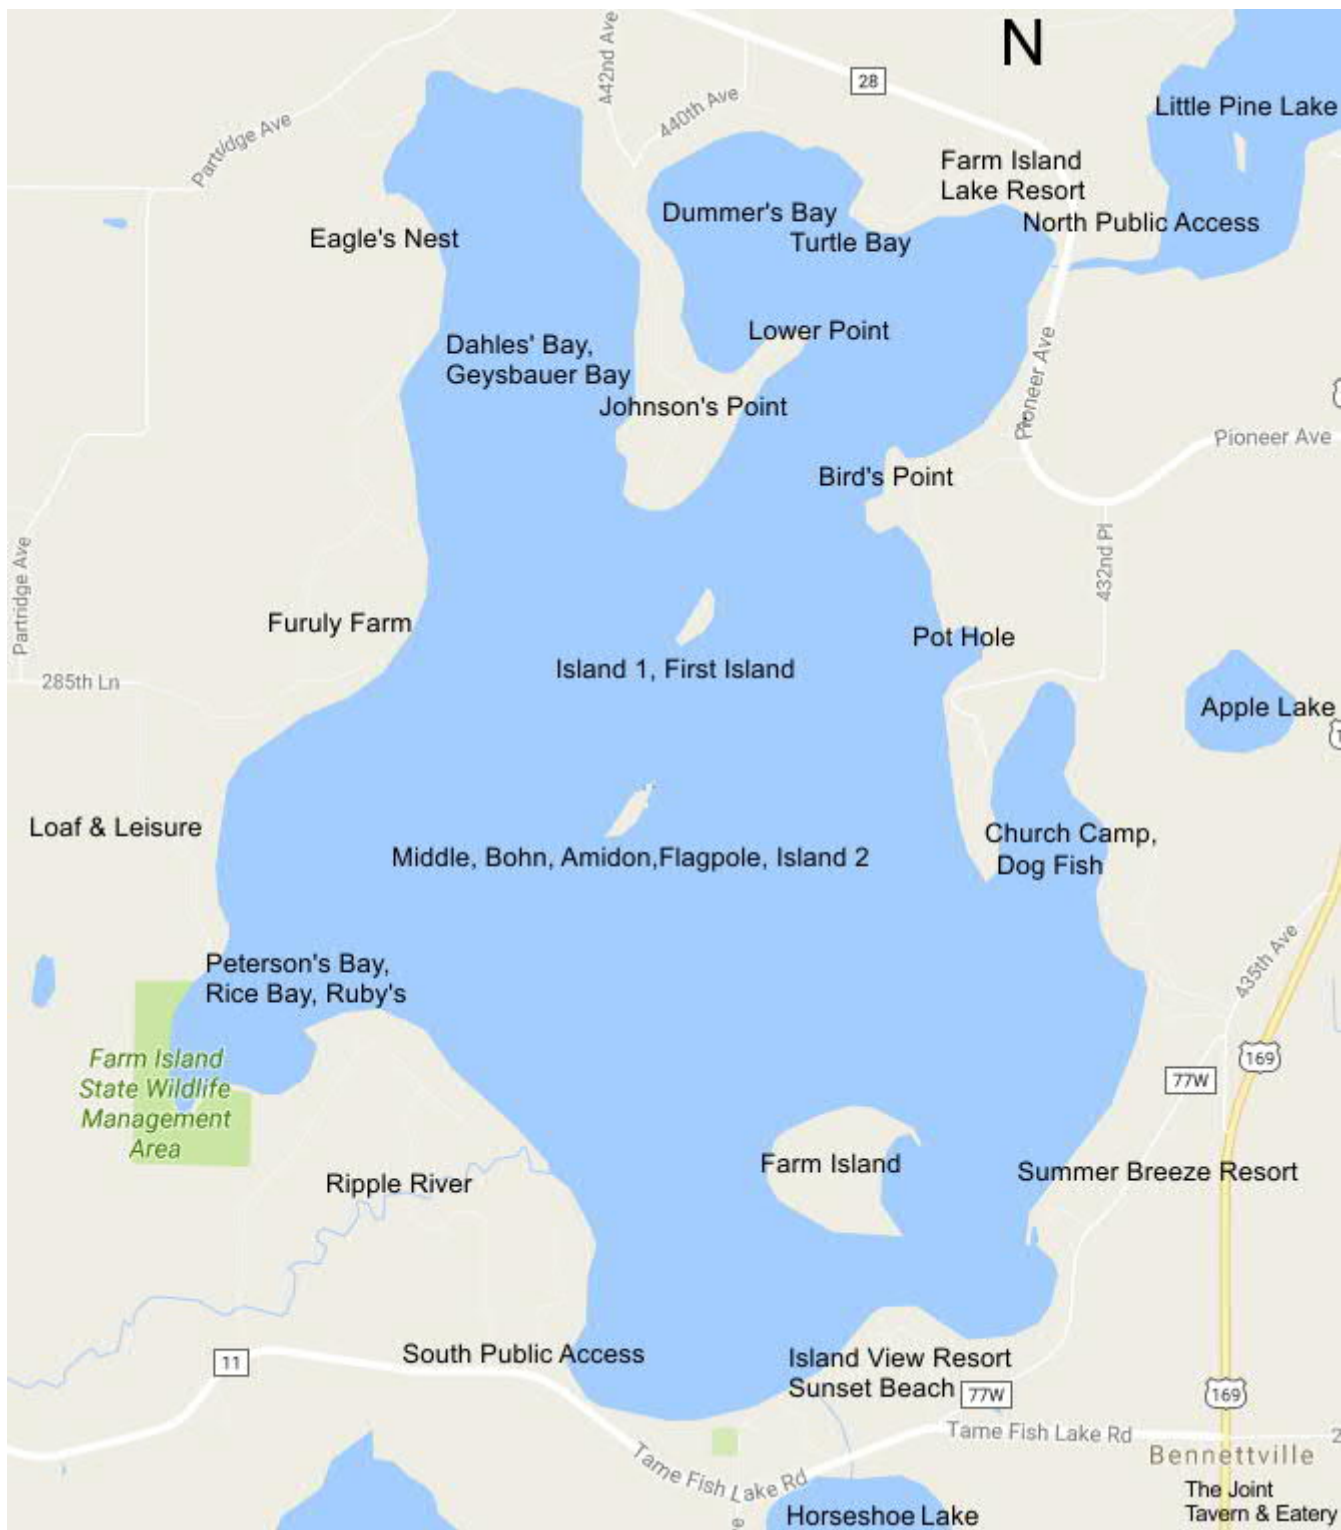 N
442nd Ave
28
440th Ave
Partridge Ave
Little Pine Lake
Farm Island
Lake Resort
North Public Access
Dummer's Bay
Turtle Bay
Eagle's Nest
Lower Point
Dahles' Bay,
Geysbauer Bay
Johnson's Point
Pioneer Ave
Pioneer Ave
Bird's Point
432nd Pl
Partridge Ave
Furuly Farm
Pot Hole
Island 1, First Island
285th Ln
Apple Lake
Loaf & Leisure
Church Camp,
Dog Fish
Middle, Bohn, Amidon,Flagpole, Island 2
435th Ave
Peterson's Bay,
Rice Bay, Ruby's
Farm Island
State Wildlife
Management
Area
169
77W
Farm Island
Summer Breeze Resort
Ripple River
South Public Access
11
Island View Resort
Sunset Beach
77W
169
Tame Fish Lake Rd
Tame Fish Lake Rd
Bennettville
The Joint
Tavern & Eatery
Horseshoe Lake